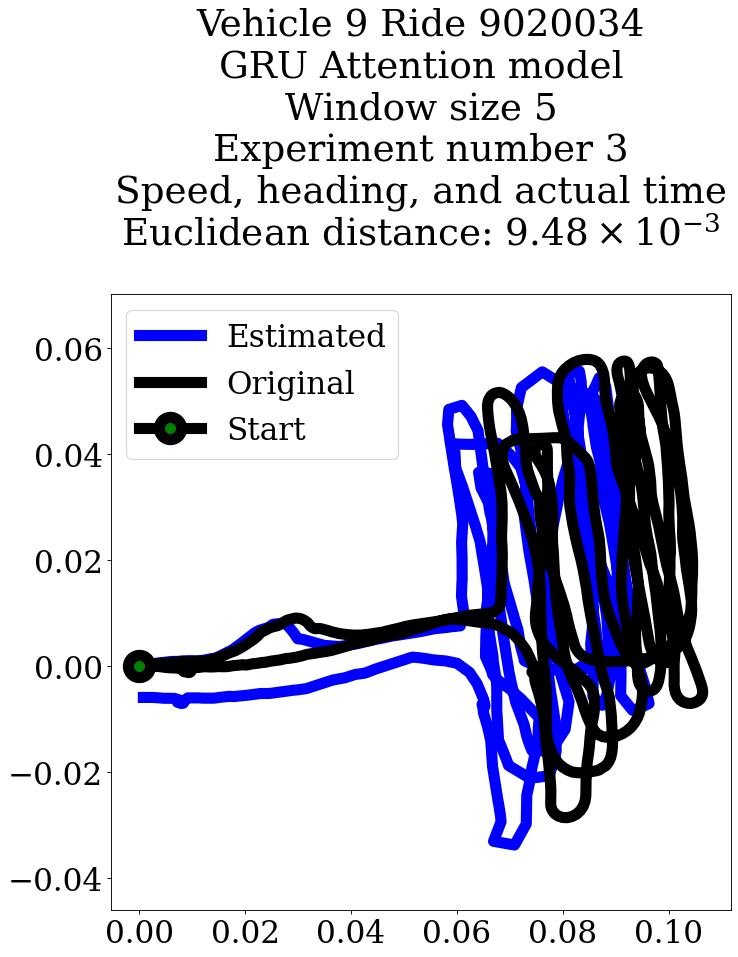 Vehicle 9 Ride 9020034
GRU Attention model
Window size 5
Experiment number 3
Speed, heading, and actual time
Euclidean distance: 9.48 × 10⁻³
Estimated
Original
Start
0.06
0.04
0.02
0.00
−0.02
−0.04
0.00 0.02 0.04 0.06 0.08 0.10